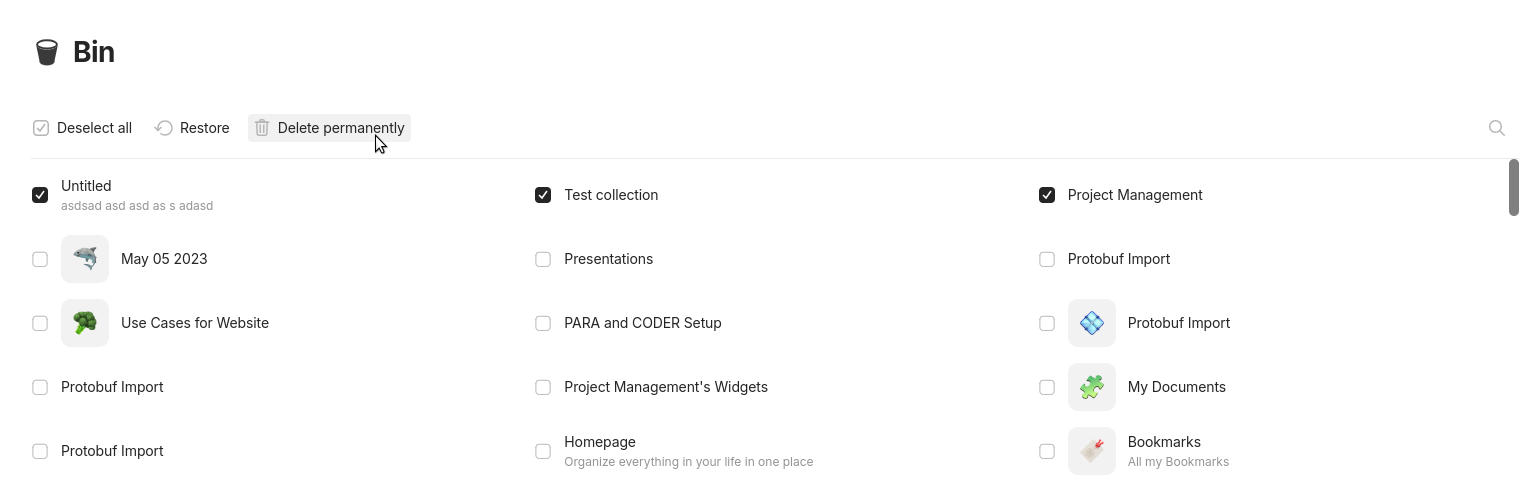 Bin
Deselect all Restore Delete permanently
Untitled
asdsad asd asd as s adasd
Test collection
Project Management
May 05 2023
Presentations
Protobuf Import
Use Cases for Website
PARA and CODER Setup
Protobuf Import
Protobuf Import
Project Management's Widgets
My Documents
Protobuf Import
Homepage
Organize everything in your life in one place
Bookmarks
All my Bookmarks